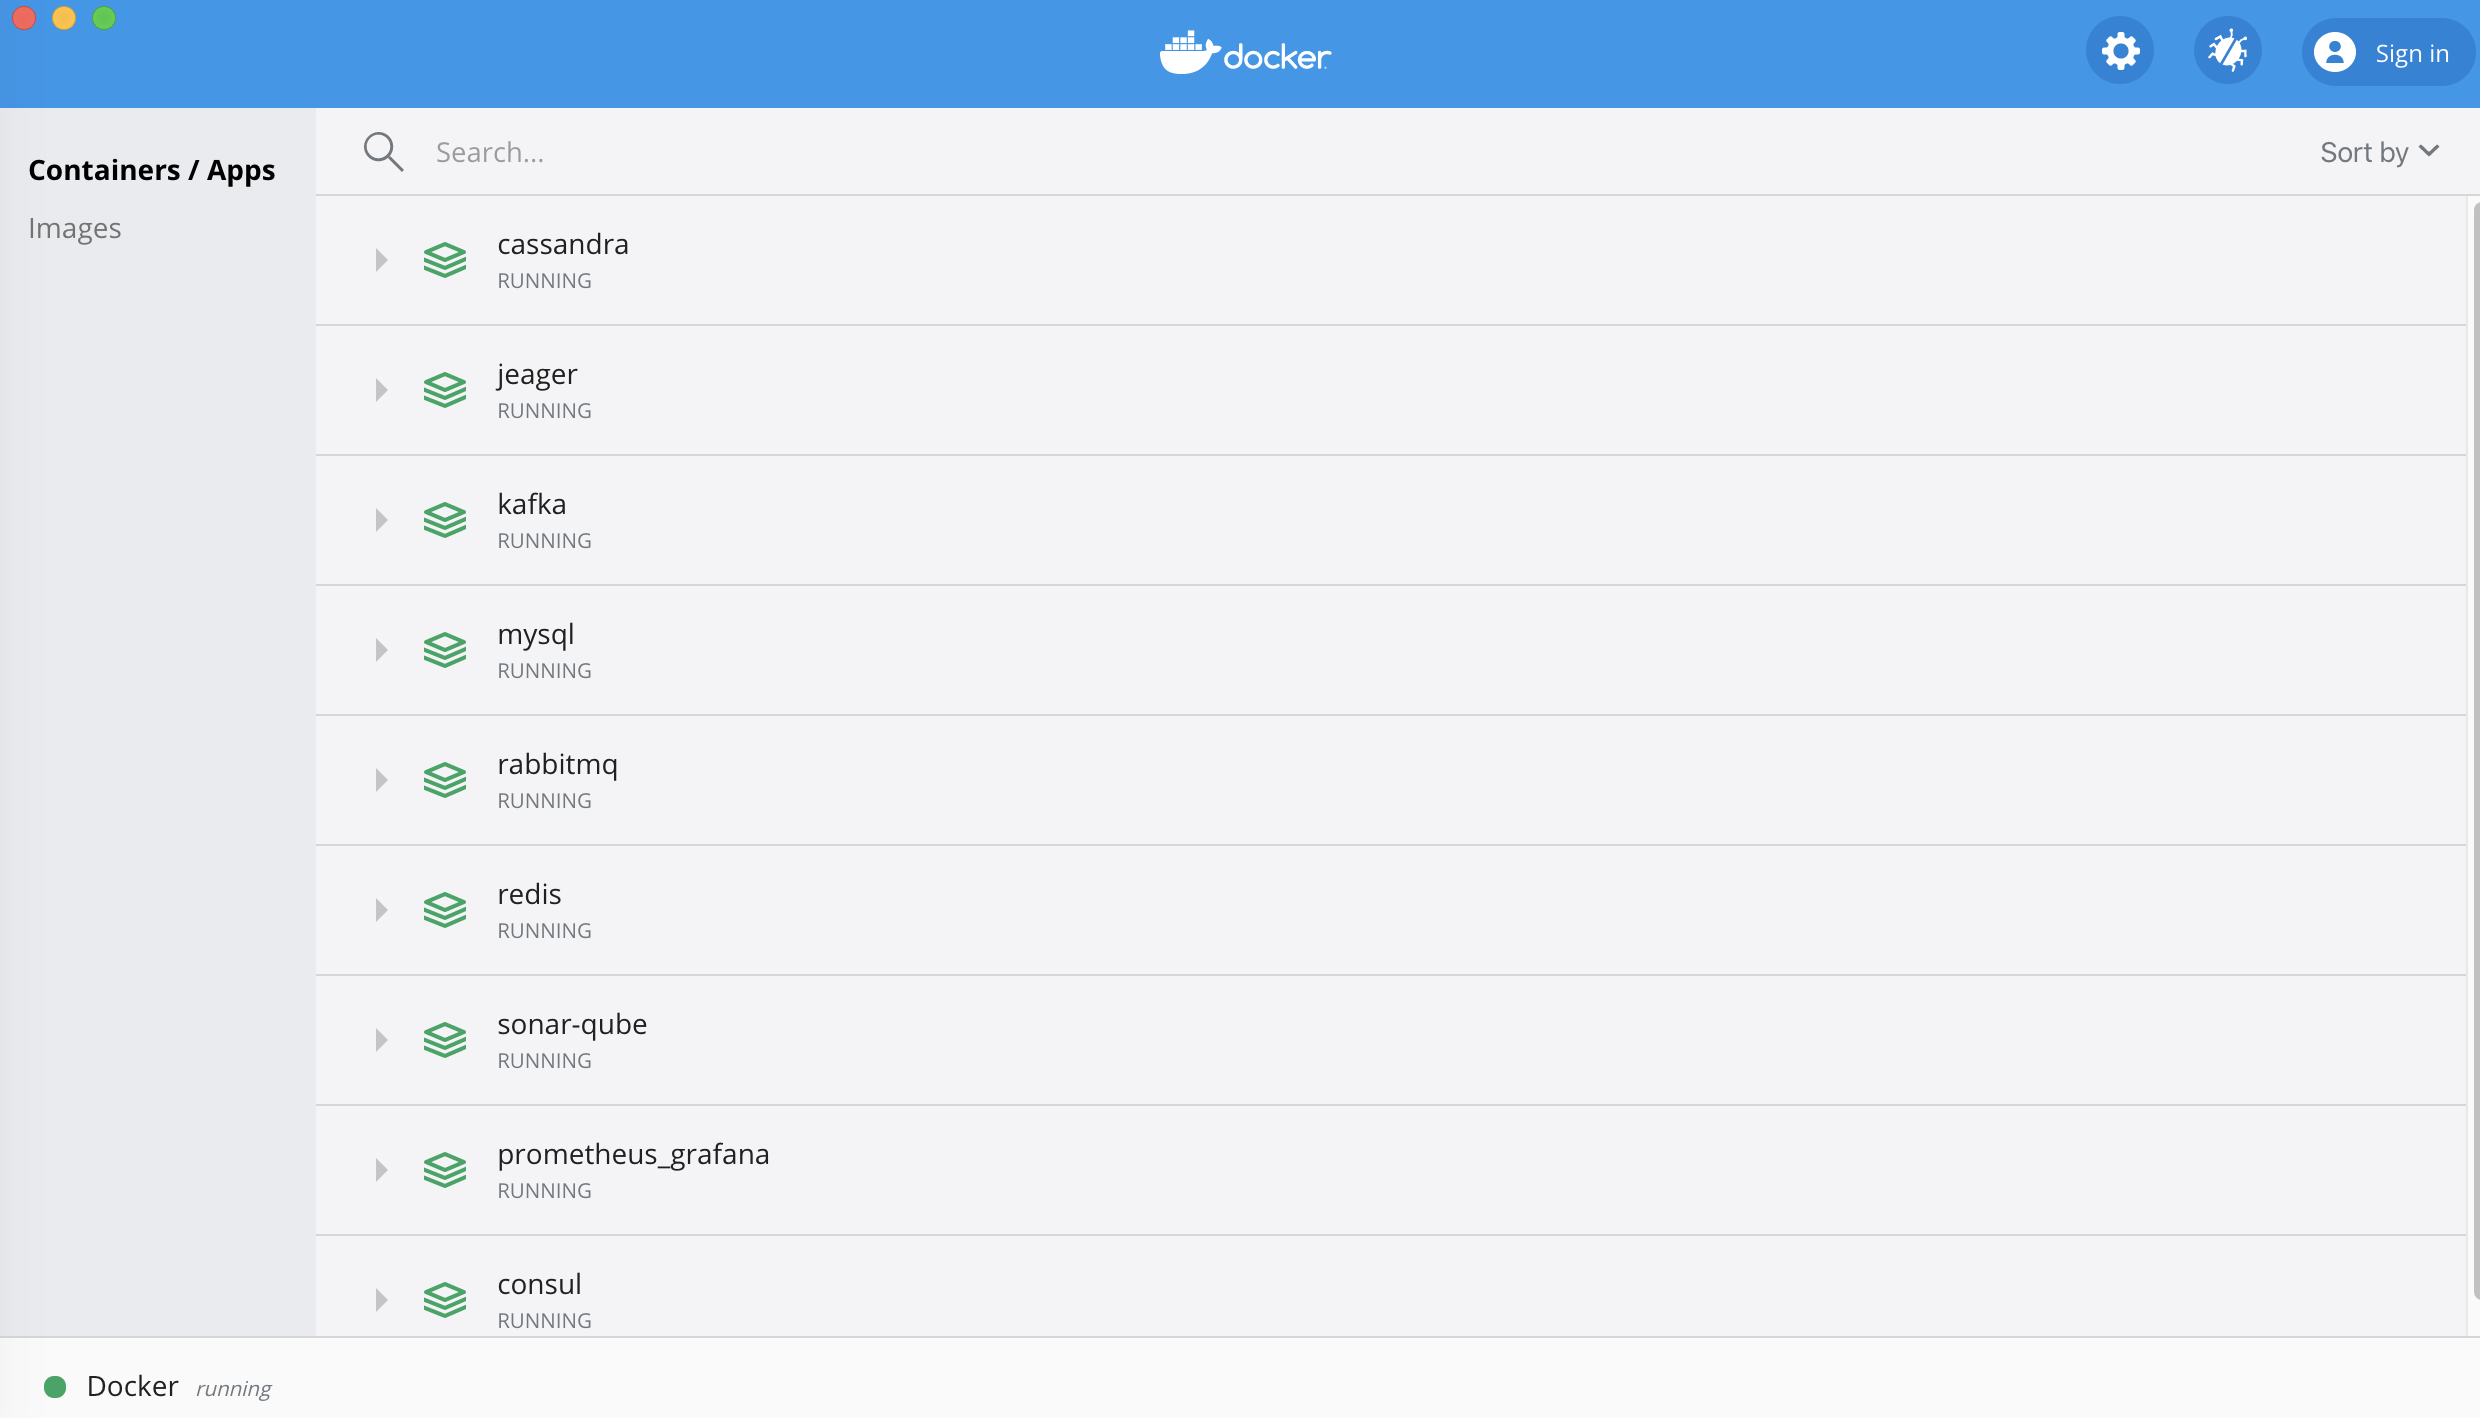 docker
Sign in
Containers / Apps
Images
Search...
Sort by
cassandra
RUNNING
jeager
RUNNING
kafka
RUNNING
mysql
RUNNING
rabbitmq
RUNNING
redis
RUNNING
sonar-qube
RUNNING
prometheus_grafana
RUNNING
consul
RUNNING
Docker running